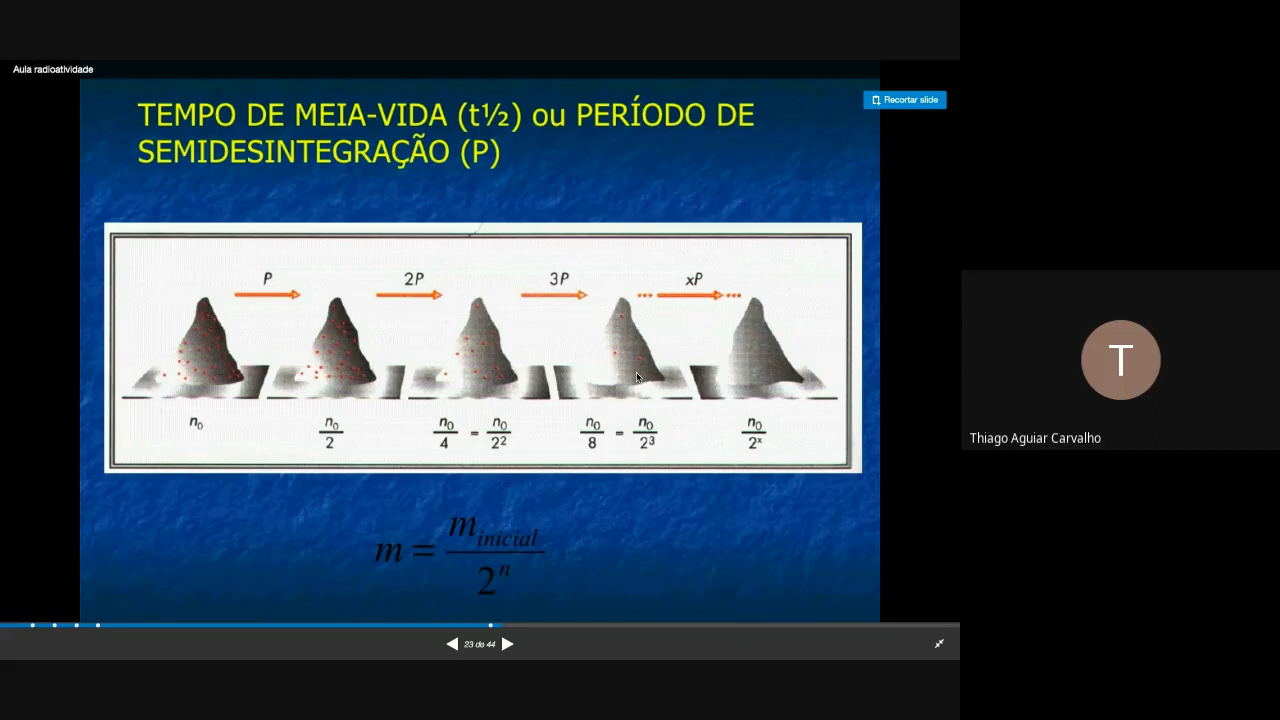 Aula radioatividade
Recortar slide
TEMPO DE MEIA-VIDA (t½) ou PERÍODO DE
SEMIDESINTEGRAÇÃO (P)
P 2P 3P xP
n₀ n₀/2 n₀/4 = n₀/2² n₀/8 = n₀/2³ n₀/2ˣ
m = m inicial / 2ⁿ
23 de 44
T
Thiago Aguiar Carvalho